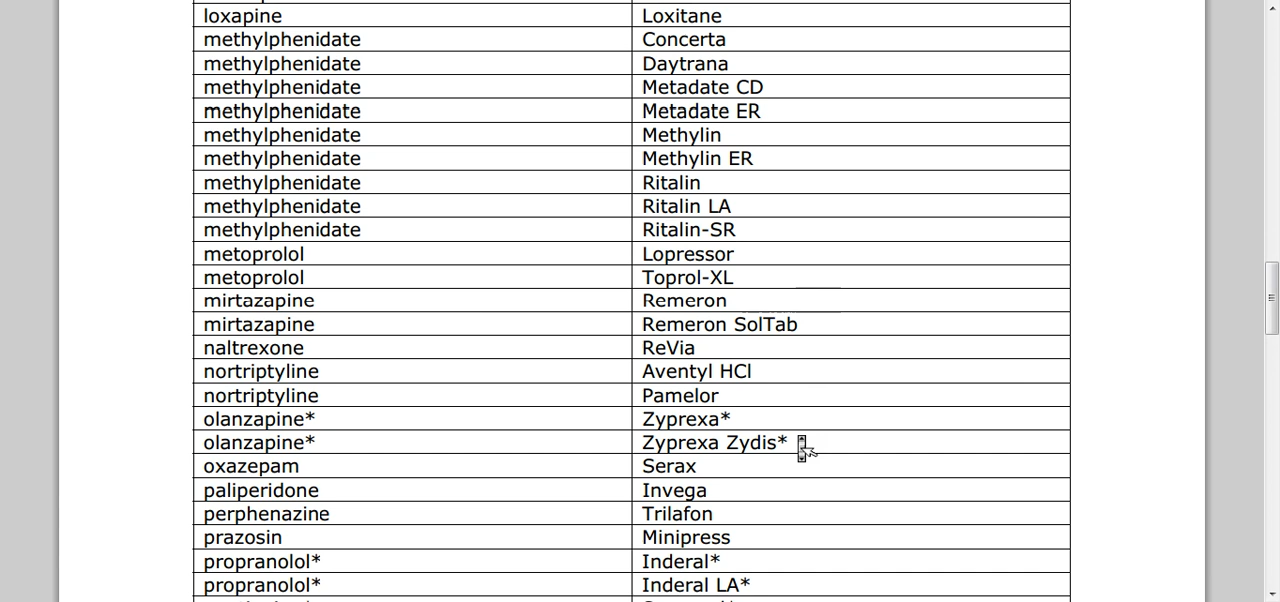 loxapine Loxitane
methylphenidate Concerta
methylphenidate Daytrana
methylphenidate Metadate CD
methylphenidate Metadate ER
methylphenidate Methylin
methylphenidate Methylin ER
methylphenidate Ritalin
methylphenidate Ritalin LA
methylphenidate Ritalin-SR
metoprolol Lopressor
metoprolol Toprol-XL
mirtazapine Remeron
mirtazapine Remeron SolTab
naltrexone ReVia
nortriptyline Aventyl HCl
nortriptyline Pamelor
olanzapine* Zyprexa*
olanzapine* Zyprexa Zydis*
oxazepam Serax
paliperidone Invega
perphenazine Trilafon
prazosin Minipress
propranolol* Inderal*
propranolol* Inderal LA*